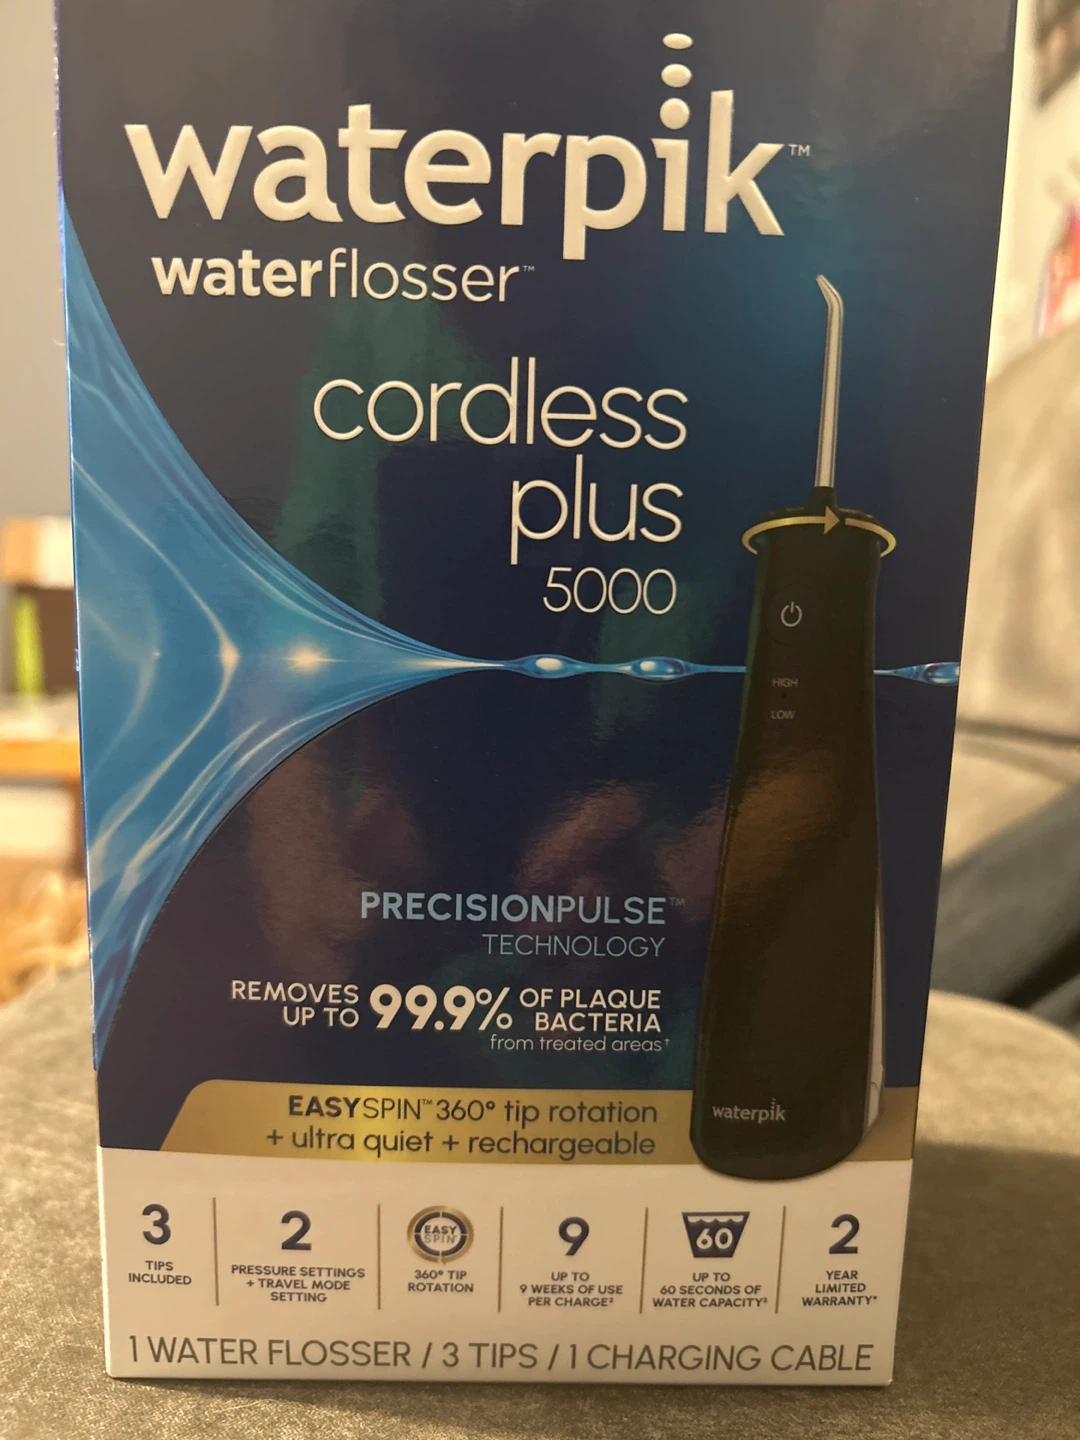 waterpik™
waterflosser™
cordless
plus
5000
HIGH
LOW
PRECISIONPULSE™
TECHNOLOGY
REMOVES
UP TO
99.9%
OF PLAQUE
BACTERIA
from treated areas†
EASYSPIN™ 360° tip rotation
+ ultra quiet + rechargeable
waterpik
3
TIPS
INCLUDED
2
PRESSURE SETTINGS
+ TRAVEL MODE
SETTING
EASY
SPIN
360° TIP
ROTATION
9
UP TO
9 WEEKS OF USE
PER CHARGE²
60
UP TO
60 SECONDS OF
WATER CAPACITY³
2
YEAR
LIMITED
WARRANTY*
1 WATER FLOSSER / 3 TIPS / 1 CHARGING CABLE